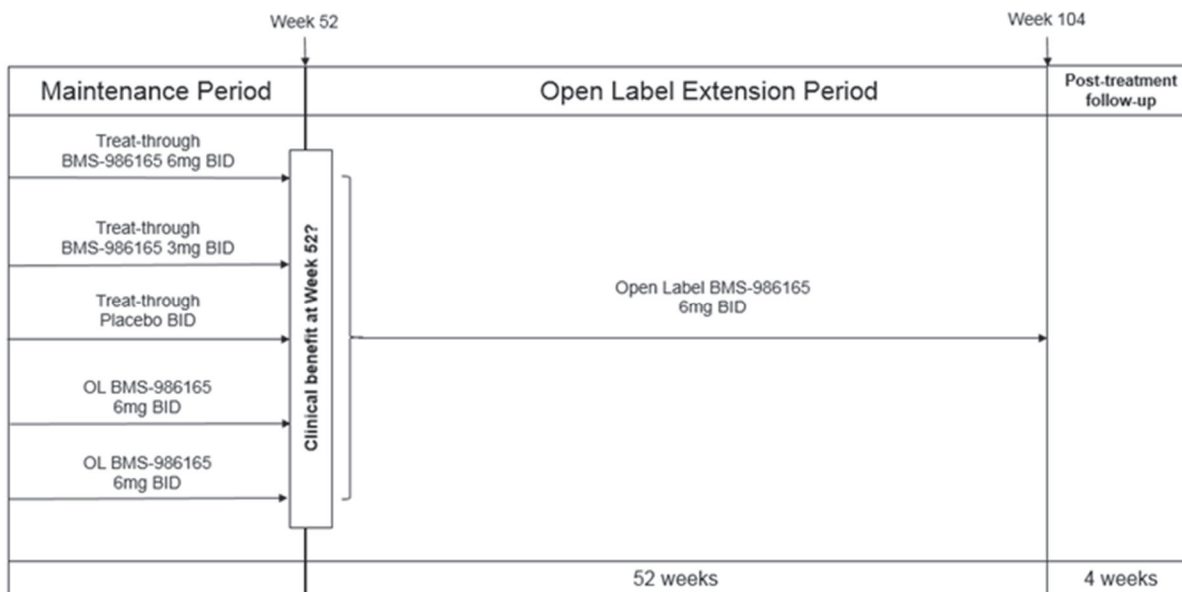 Week 52
Week 104
Maintenance Period
Open Label Extension Period
Post-treatment
follow-up
Treat-through
BMS-986165 6mg BID
Treat-through
BMS-986165 3mg BID
Treat-through
Placebo BID
OL BMS-986165
6mg BID
OL BMS-986165
6mg BID
Clinical benefit at Week 52?
Open Label BMS-986165
6mg BID
52 weeks
4 weeks